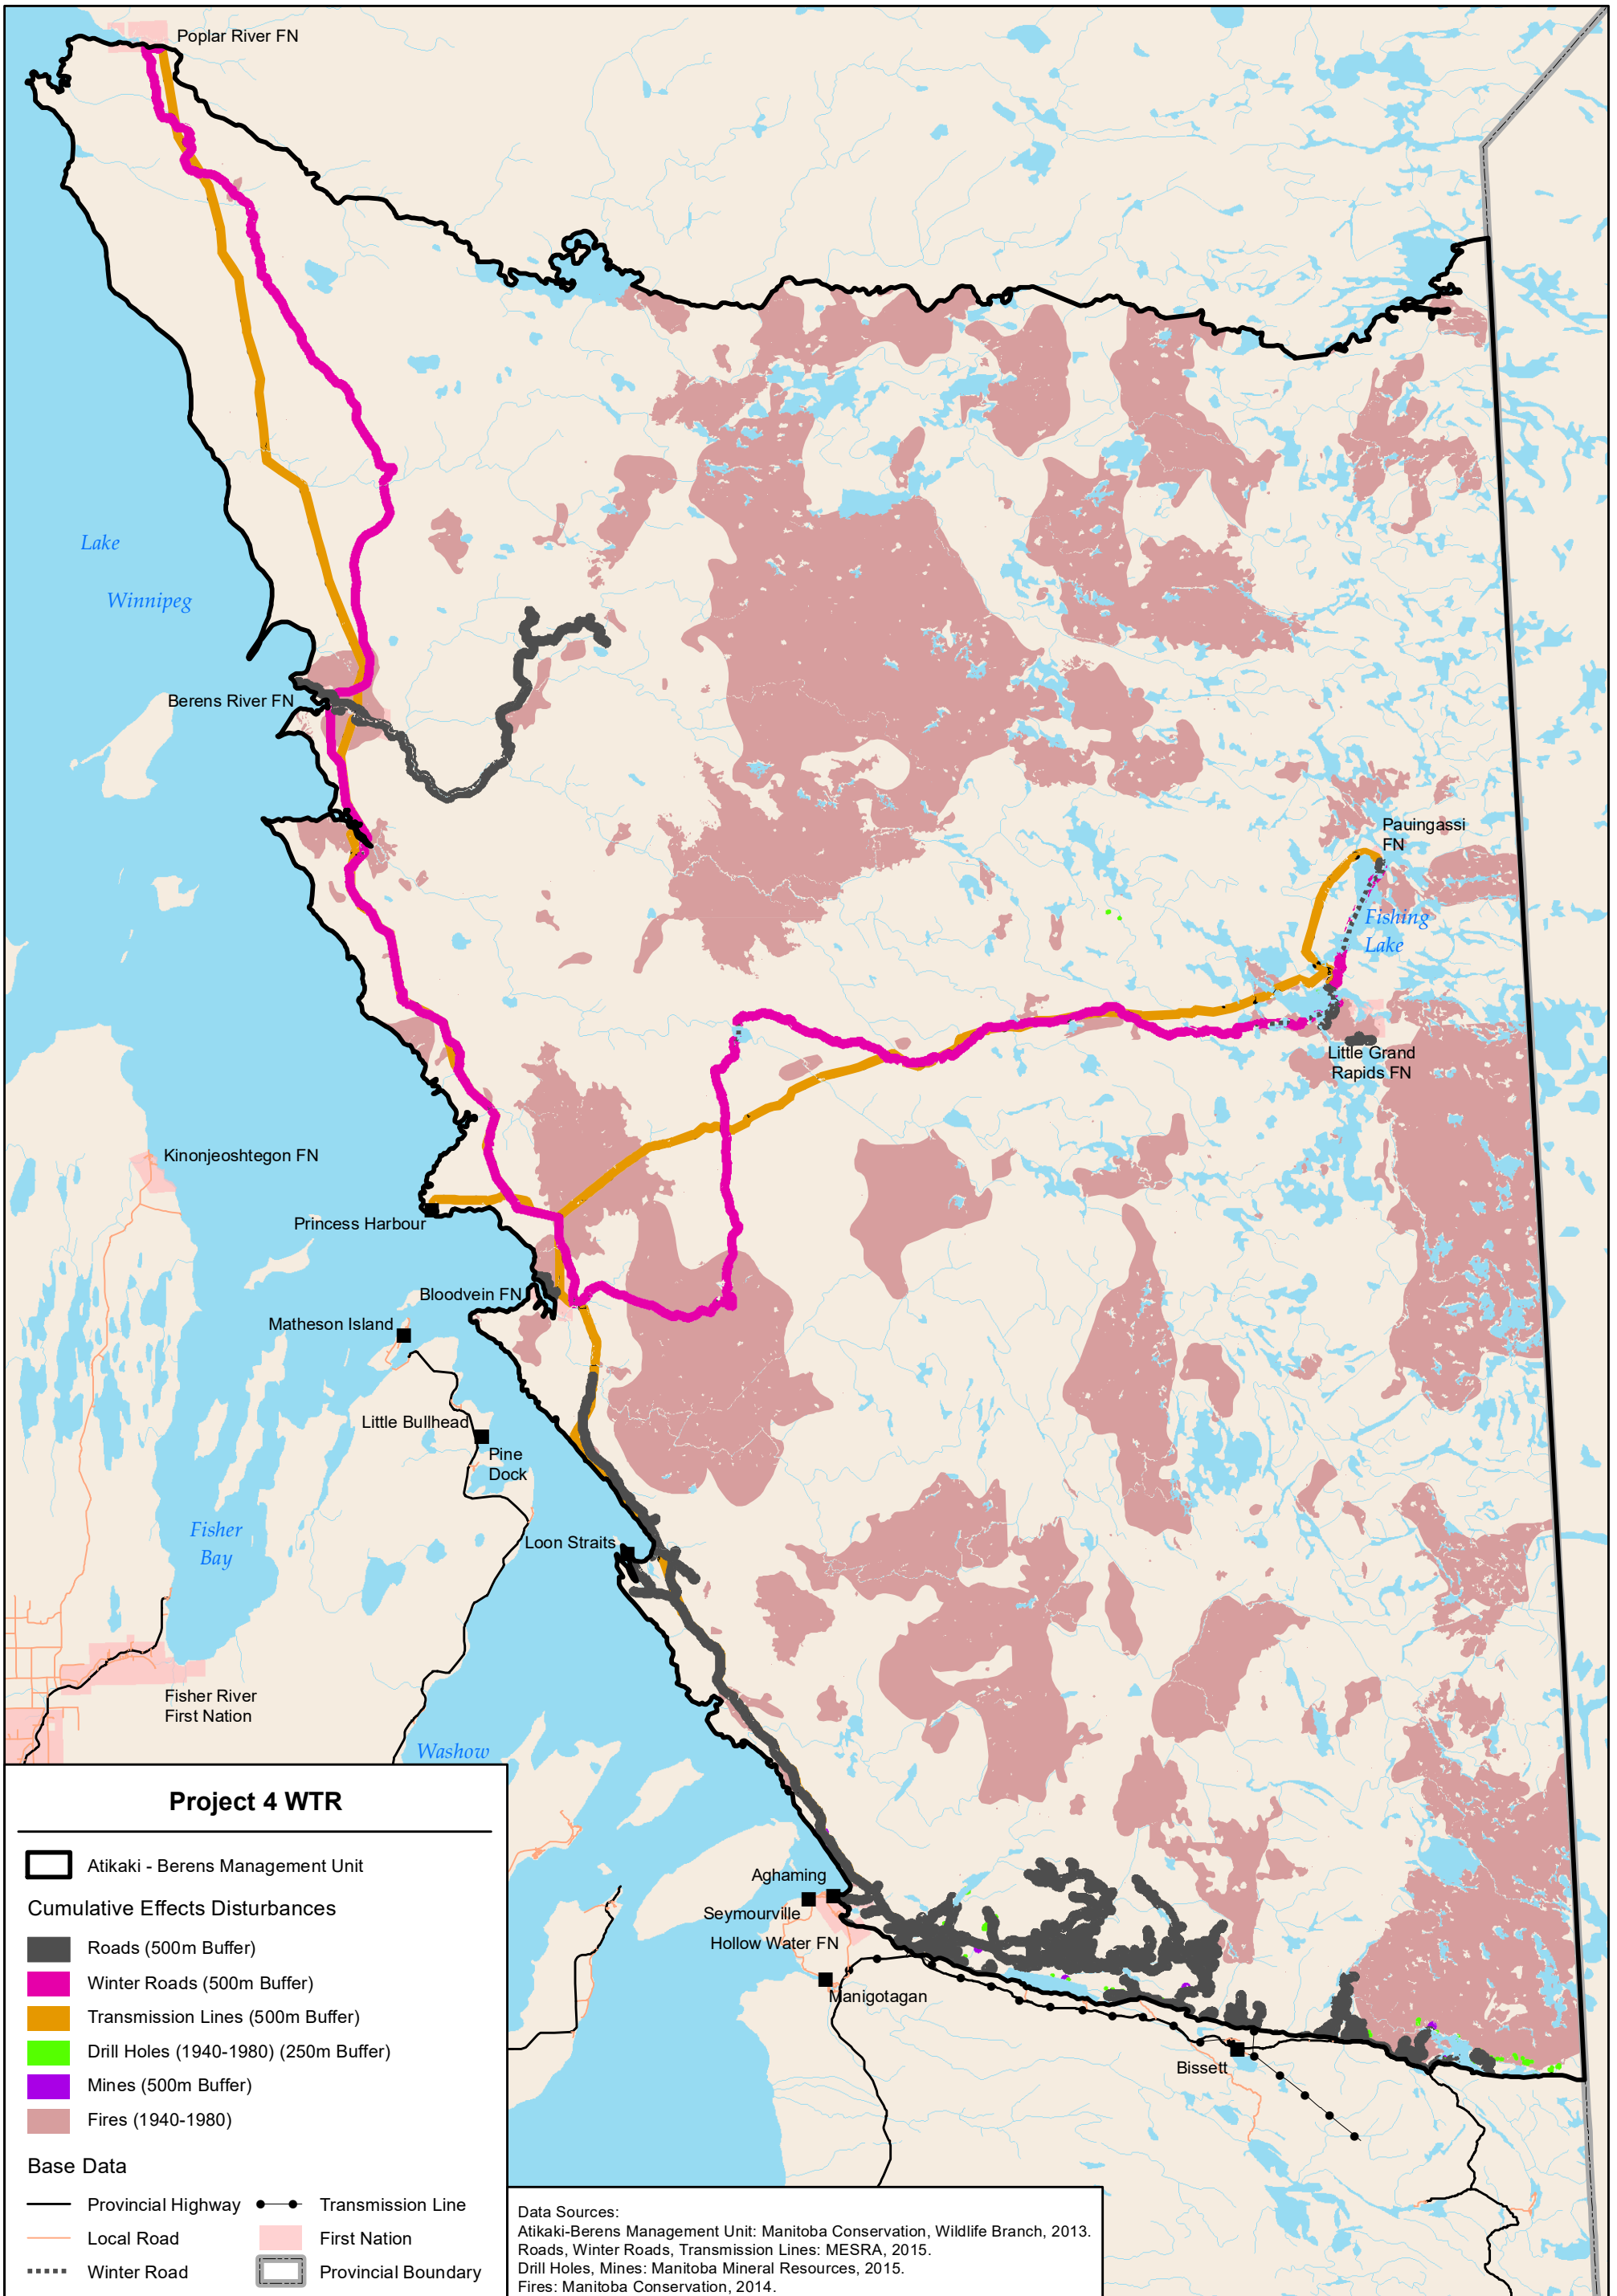 Poplar River FN
Lake
Winnipeg
Berens River FN
Pauingassi
FN
Fishing
Lake
Little Grand
Rapids FN
Kinonjeoshtegon FN
Princess Harbour
Bloodvein FN
Matheson Island
Little Bullhead
Pine
Dock
Fisher
Bay
Loon Straits
Fisher River
First Nation
Washow
Aghaming
Seymourville
Hollow Water FN
Manigotagan
Bissett
Project 4 WTR
Atikaki - Berens Management Unit
Cumulative Effects Disturbances
Roads (500m Buffer)
Winter Roads (500m Buffer)
Transmission Lines (500m Buffer)
Drill Holes (1940-1980) (250m Buffer)
Mines (500m Buffer)
Fires (1940-1980)
Base Data
Provincial Highway
Transmission Line
Local Road
First Nation
Winter Road
Provincial Boundary
Data Sources:
Atikaki-Berens Management Unit: Manitoba Conservation, Wildlife Branch, 2013.
Roads, Winter Roads, Transmission Lines: MESRA, 2015.
Drill Holes, Mines: Manitoba Mineral Resources, 2015.
Fires: Manitoba Conservation, 2014.